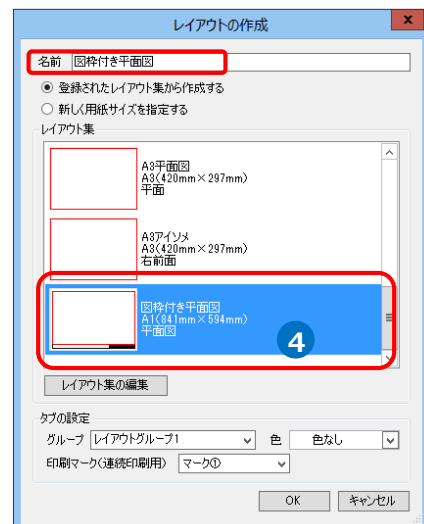 レイアウトの作成
x
名前 図枠付き平面図
登録されたレイアウト集から作成する
新しく用紙サイズを指定する
レイアウト集
A3平面図
A3(420mm×297mm)
平面
A3アイソメ
A3(420mm×297mm)
右前面
図枠付き平面図
A1(841mm×594mm)
平面図
4
レイアウト集の編集
タブの設定
グループ レイアウトグループ1 色 色なし
印刷マーク(連続印刷用) マーク①
OK キャンセル